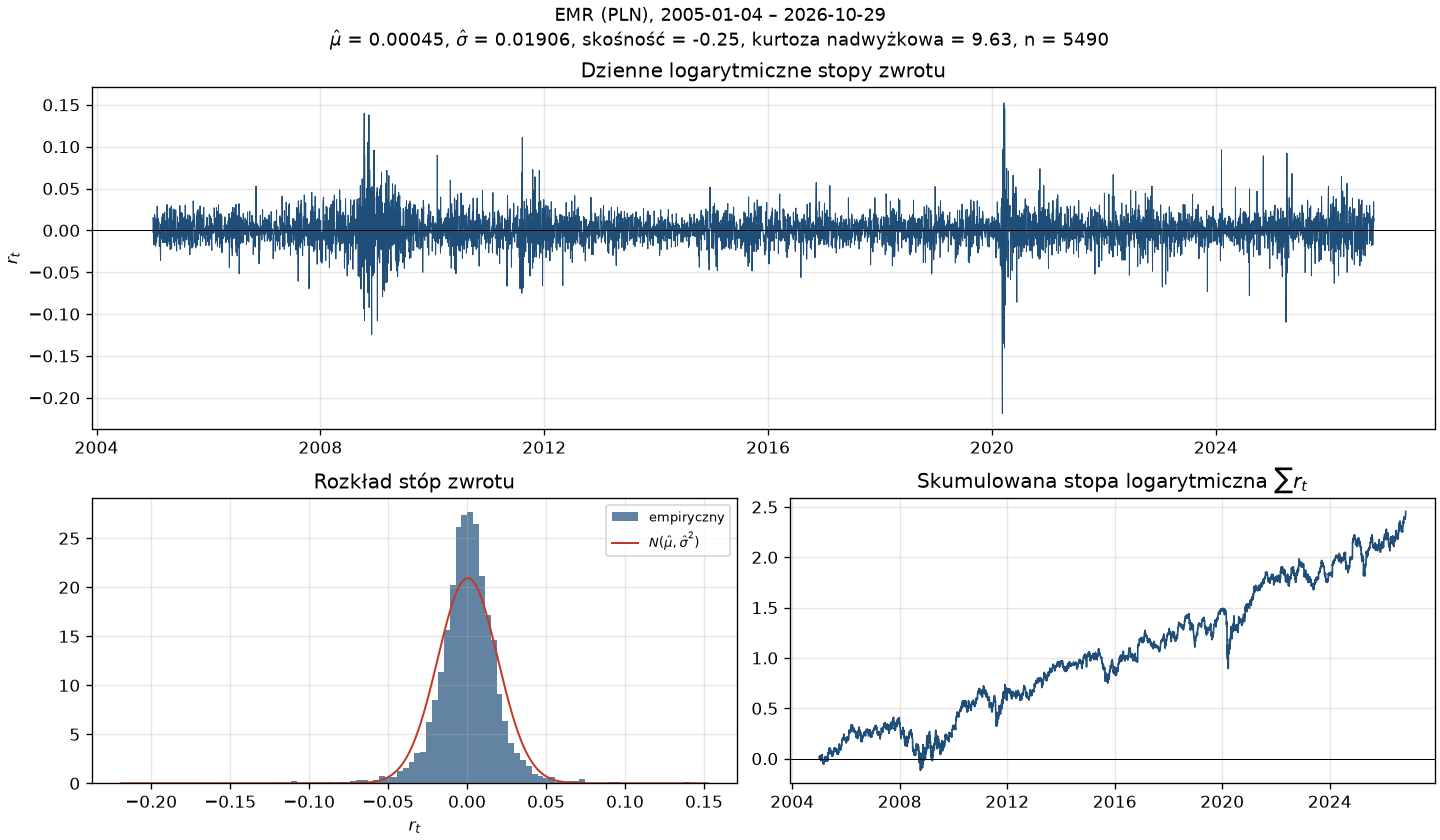 EMR (PLN), 2005-01-04 – 2026-10-29
μ̂ = 0.00045, σ̂ = 0.01906, skośność = -0.25, kurtoza nadwyżkowa = 9.63, n = 5490
Dzienne logarytmiczne stopy zwrotu
0.15
0.10
0.05
0.00
−0.05
−0.10
−0.15
−0.20
r_t
2004 2008 2012 2016 2020 2024
Rozkład stóp zwrotu
empiryczny
N(μ̂, σ̂²)
25
20
15
10
5
0
−0.20 −0.15 −0.10 −0.05 0.00 0.05 0.10 0.15
r_t
Skumulowana stopa logarytmiczna ∑r_t
2.5
2.0
1.5
1.0
0.5
0.0
2004 2008 2012 2016 2020 2024